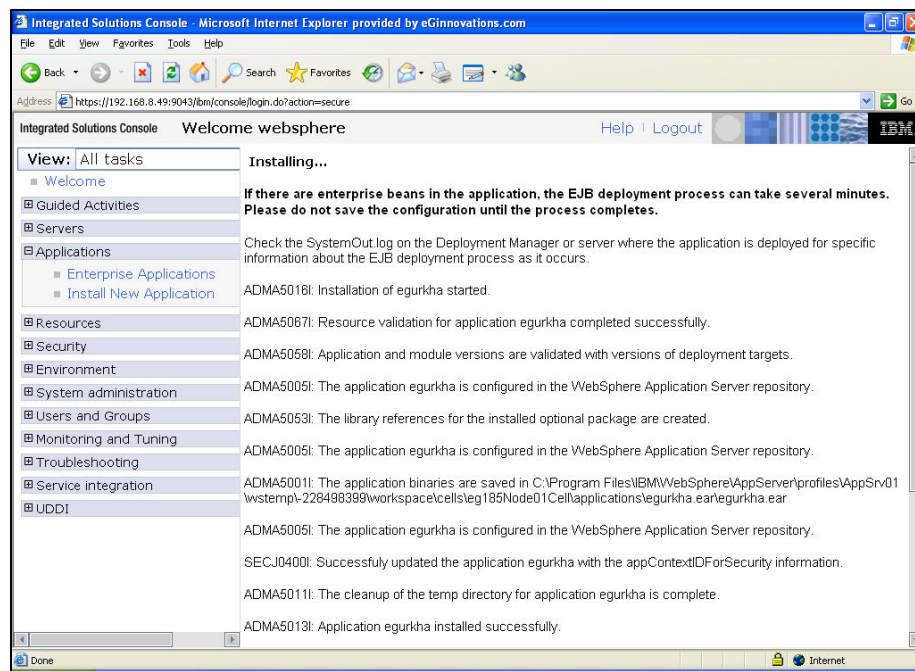 Integrated Solutions Console - Microsoft Internet Explorer provided by eGinnovations.com
File Edit View Favorites Tools Help
Back Search Favorites
Address https://192.168.8.49:9043/ibm/console/login.do?action=secure Go
Integrated Solutions Console Welcome websphere Help Logout IBM
View: All tasks
Welcome
Guided Activities
Servers
Applications
Enterprise Applications
Install New Application
Resources
Security
Environment
System administration
Users and Groups
Monitoring and Tuning
Troubleshooting
Service integration
UDDI
Installing...
If there are enterprise beans in the application, the EJB deployment process can take several minutes.
Please do not save the configuration until the process completes.
Check the SystemOut.log on the Deployment Manager or server where the application is deployed for specific
information about the EJB deployment process as it occurs.
ADMA5016I: Installation of egurkha started.
ADMA5067I: Resource validation for application egurkha completed successfully.
ADMA5058I: Application and module versions are validated with versions of deployment targets.
ADMA5005I: The application egurkha is configured in the WebSphere Application Server repository.
ADMA5053I: The library references for the installed optional package are created.
ADMA5005I: The application egurkha is configured in the WebSphere Application Server repository.
ADMA5001I: The application binaries are saved in C:\Program Files\IBM\WebSphere\AppServer\profiles\AppSrv01
\wstemp\-228498399\workspace\cells\eg185Node01Cell\applications\egurkha.ear\egurkha.ear
ADMA5005I: The application egurkha is configured in the WebSphere Application Server repository.
SECJ0400I: Successfuly updated the application egurkha with the appContextIDForSecurity information.
ADMA5011I: The cleanup of the temp directory for application egurkha is complete.
ADMA5013I: Application egurkha installed successfully.
Done Internet